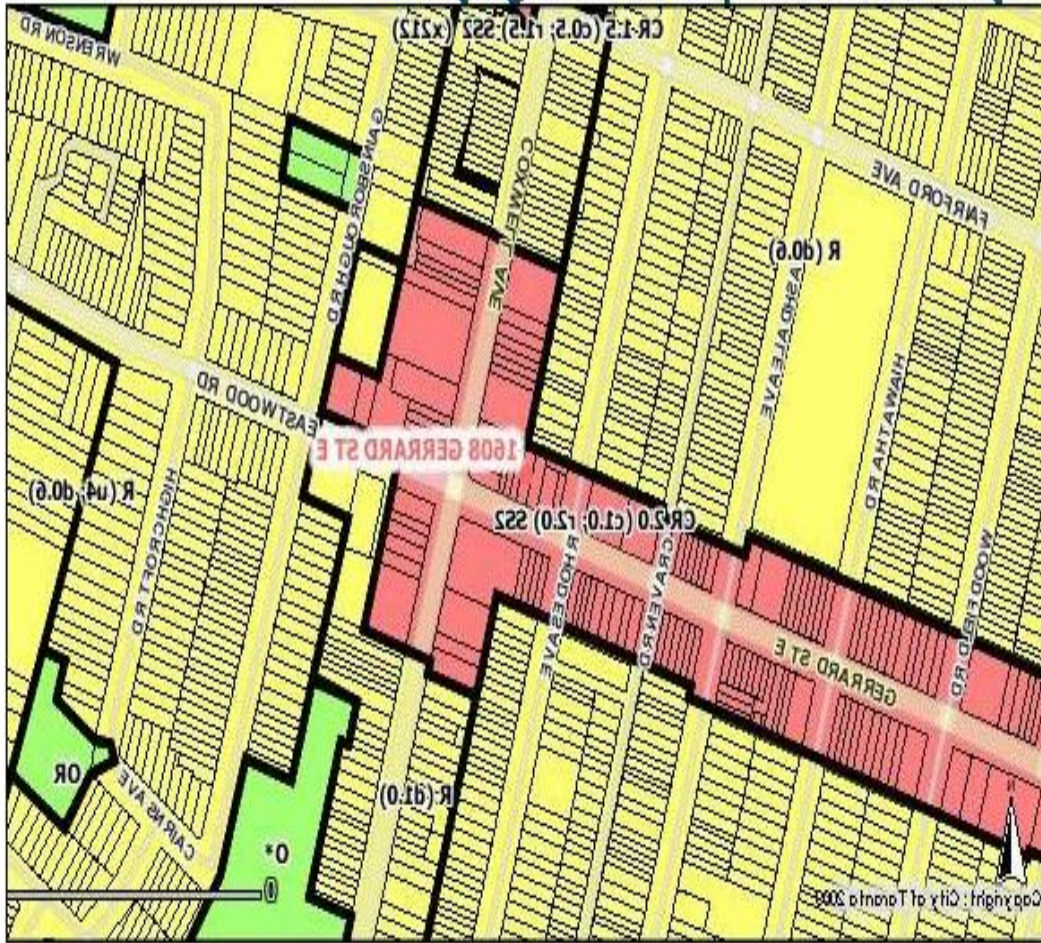 CR-1.5 (c0.5; r1.5) SS2 (x212)
WRENSON RD
GAINSBOROUGH RD
COXWELL AVE
FAIRFORD AVE
R (d0.6)
ASHDALE AVE
HIAWATHA RD
EASTWOOD RD
1608 GERRARD ST E
R (u4; d0.6)
HIGHCROFT RD
CR-2.0 (c1.0; r2.0) SS2
RHODES AVE
CRAVEN RD
WOODFIELD RD
GERRARD ST E
OR
CAIRNS AVE
R (d1.0)
O*
0
N
Copyright: City of Toronto